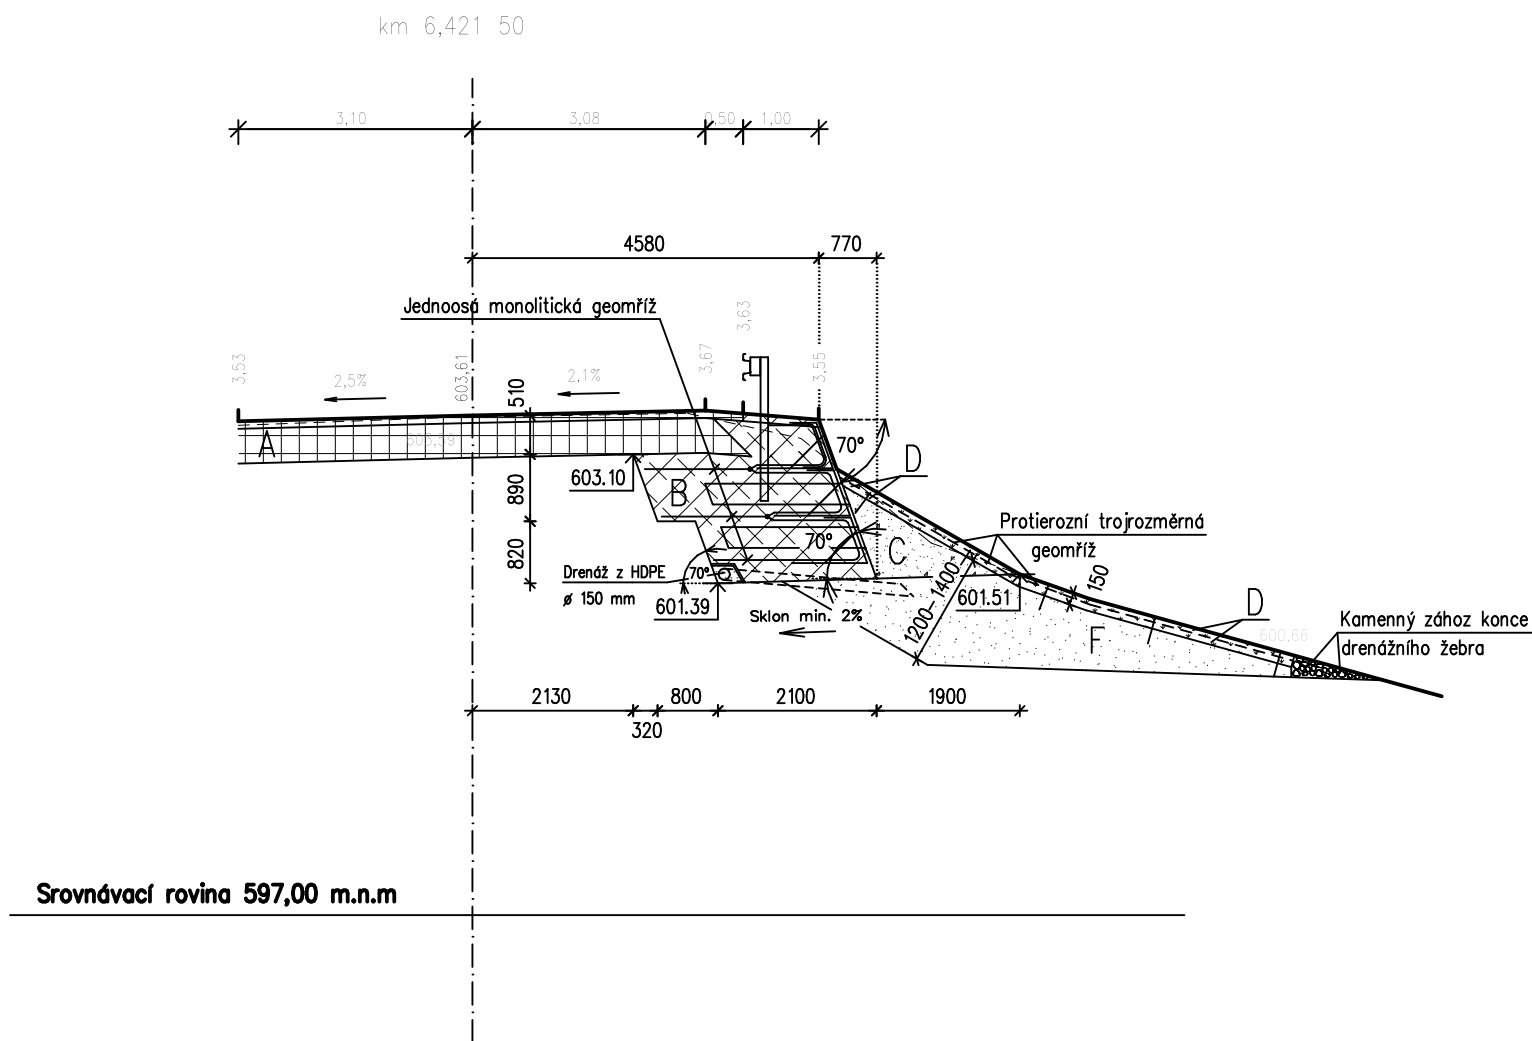 km 6,421 50
3,10
3,08
0,50
1,00
4580
770
Jednoosá monolitická geomříž
3,53
603,61
2,5%
2,1%
510
3,67
3,63
3,55
A
603.10
890
B
70°
D
820
Drenáž z HDPE
ø 150 mm
70°
601.39
70°
C
Sklon min. 2%
1200-1400
Protierozní trojrozměrná
geomříž
601.51
150
F
D
600,66
Kamenný zához konce
drenážního žebra
2130
320
800
2100
1900
Srovnávací rovina 597,00 m.n.m